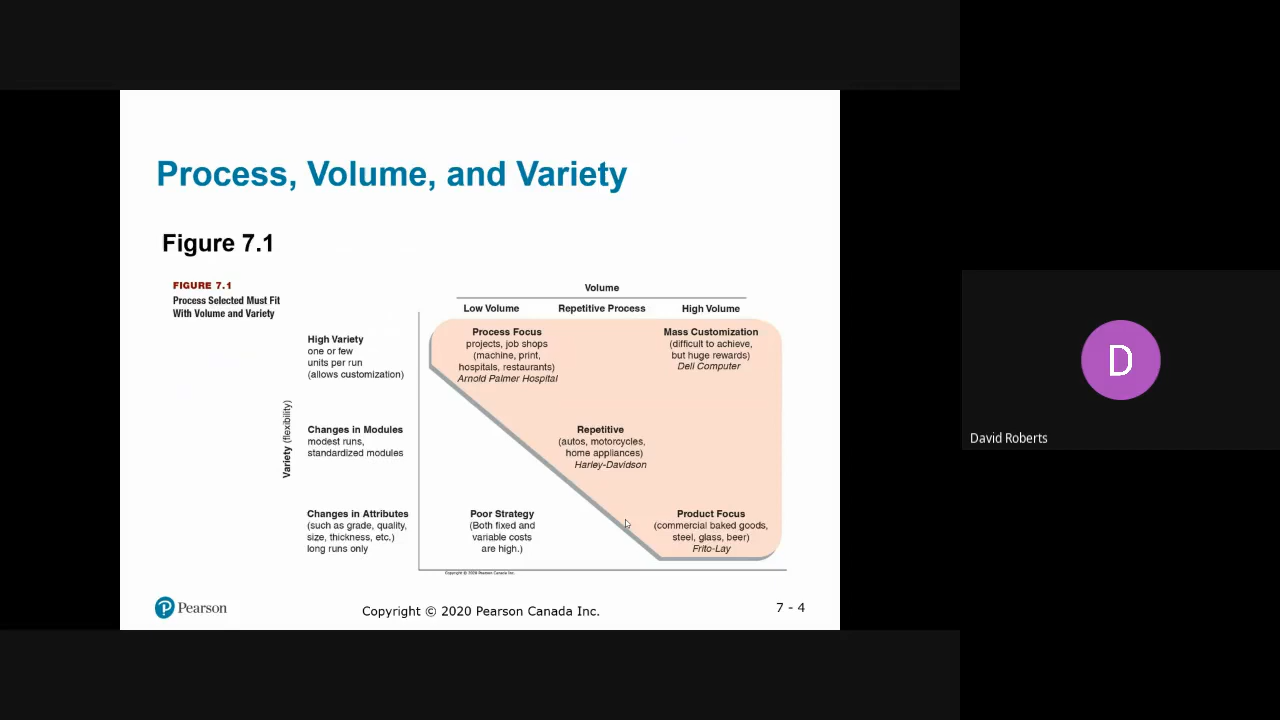 Process, Volume, and Variety
Figure 7.1
FIGURE 7.1
Process Selected Must Fit
With Volume and Variety
Volume
Low Volume
Repetitive Process
High Volume
Variety (flexibility)
High Variety
one or few
units per run
(allows customization)
Process Focus
projects, job shops
(machine, print,
hospitals, restaurants)
Arnold Palmer Hospital
Mass Customization
(difficult to achieve,
but huge rewards)
Dell Computer
Changes in Modules
modest runs,
standardized modules
Repetitive
(autos, motorcycles,
home appliances)
Harley-Davidson
Changes in Attributes
(such as grade, quality,
size, thickness, etc.)
long runs only
Poor Strategy
(Both fixed and
variable costs
are high.)
Product Focus
(commercial baked goods,
steel, glass, beer)
Frito-Lay
Copyright © 2020 Pearson Canada Inc.
P Pearson
Copyright © 2020 Pearson Canada Inc.
7 - 4
D
David Roberts